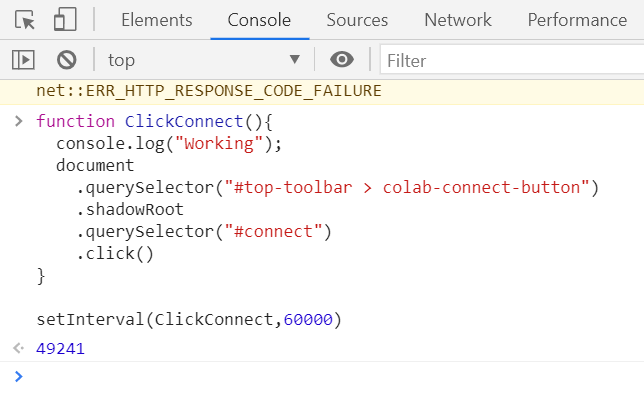 Elements Console Sources Network Performance
top Filter
net::ERR_HTTP_RESPONSE_CODE_FAILURE
> function ClickConnect(){
console.log("Working");
document
.querySelector("#top-toolbar > colab-connect-button")
.shadowRoot
.querySelector("#connect")
.click()
}
setInterval(ClickConnect,60000)
49241
>